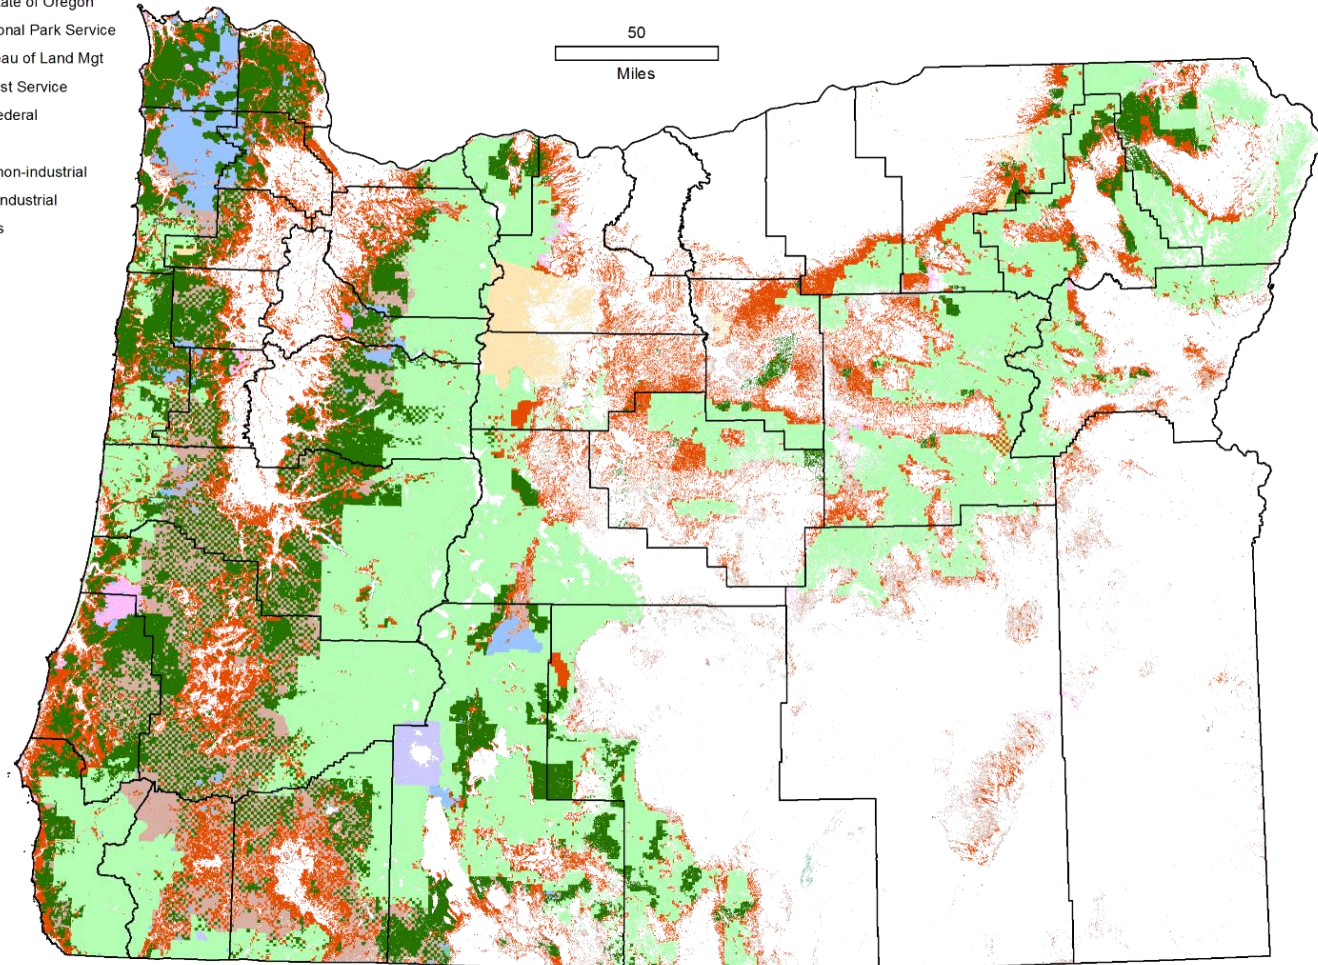 ate of Oregon
onal Park Service
eau of Land Mgt
st Service
ederal
non-industrial
ndustrial
s
50
Miles